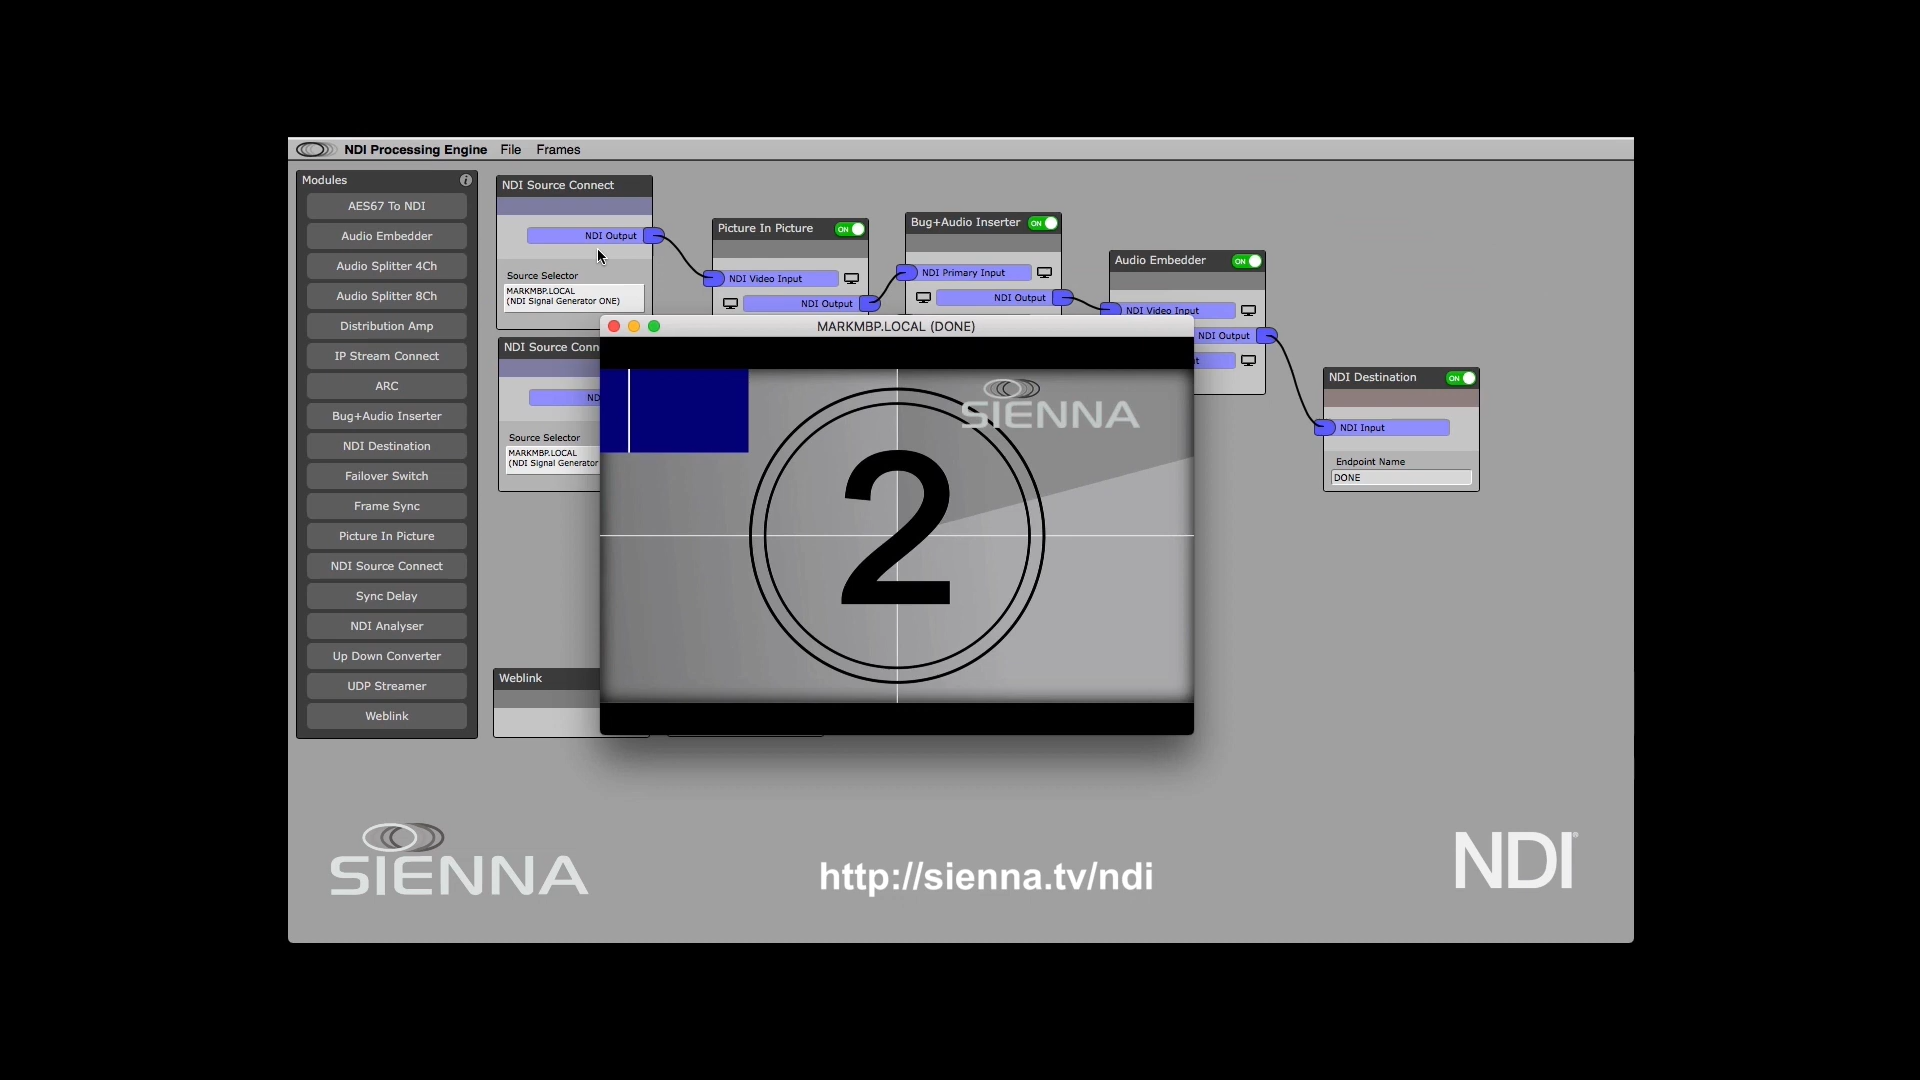 NDI Processing Engine File Frames
Modules
AES67 To NDI
Audio Embedder
Audio Splitter 4Ch
Audio Splitter 8Ch
Distribution Amp
IP Stream Connect
ARC
Bug+Audio Inserter
NDI Destination
Failover Switch
Frame Sync
Picture In Picture
NDI Source Connect
Sync Delay
NDI Analyser
Up Down Converter
UDP Streamer
Weblink
NDI Source Connect
NDI Output
Source Selector
MARKMBP.LOCAL
(NDI Signal Generator ONE)
NDI Source Conn
ND
Source Selector
MARKMBP.LOCAL
(NDI Signal Generator
Weblink
Picture In Picture ON
NDI Video Input
NDI Output
Bug+Audio Inserter ON
NDI Primary Input
NDI Output
Audio Embedder ON
NDI Video Input
NDI Output
NDI Destination ON
NDI Input
Endpoint Name
DONE
MARKMBP.LOCAL (DONE)
SIENNA
2
SIENNA
http://sienna.tv/ndi
NDI®